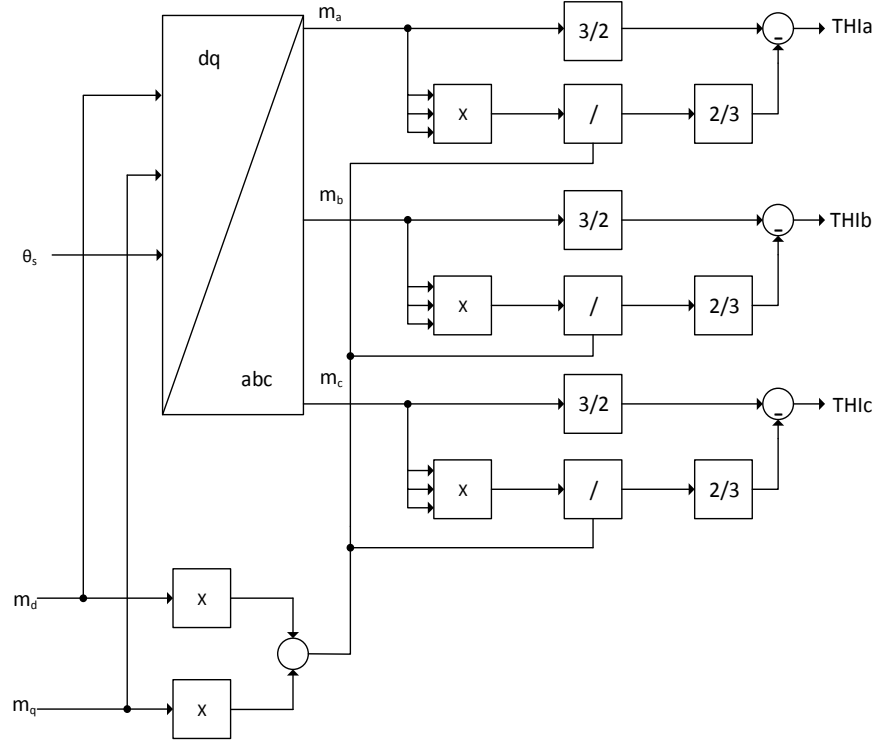 m_a
3/2
-
THIa
dq
x
/
2/3
m_b
3/2
-
THIb
θ_s
x
/
2/3
abc
m_c
3/2
-
THIc
x
/
2/3
m_d
x
m_q
x